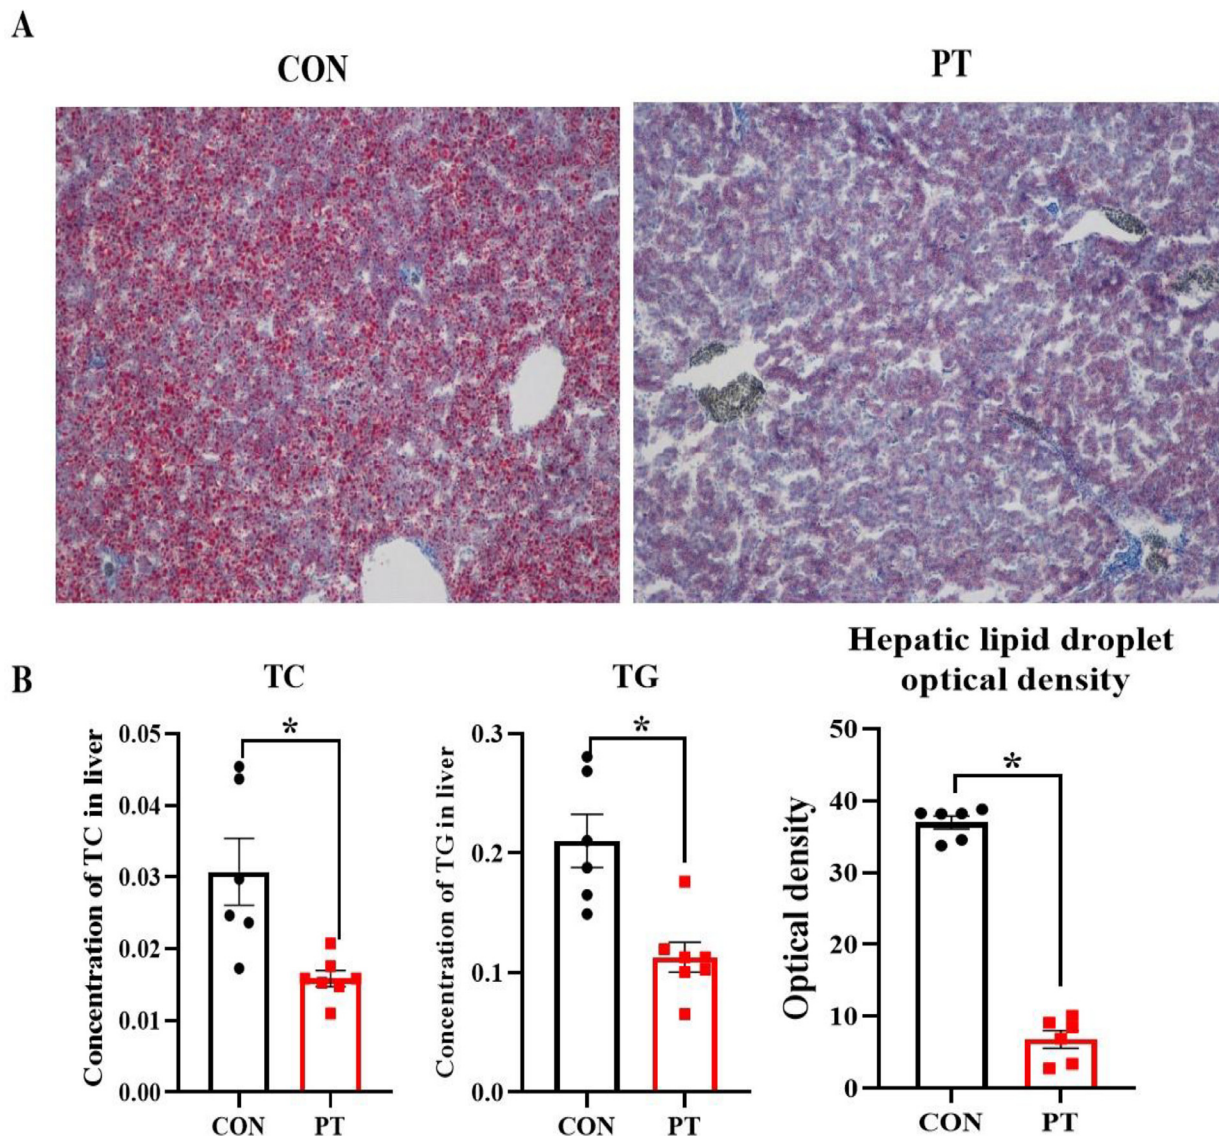 A
CON
PT
B
TC
Concentration of TC in liver
0.05
0.04
0.03
0.02
0.01
0.00
*
CON
PT
TG
Concentration of TG in liver
0.3
0.2
0.1
0.0
*
CON
PT
Hepatic lipid droplet
optical density
Optical density
50
40
30
20
10
0
*
CON
PT